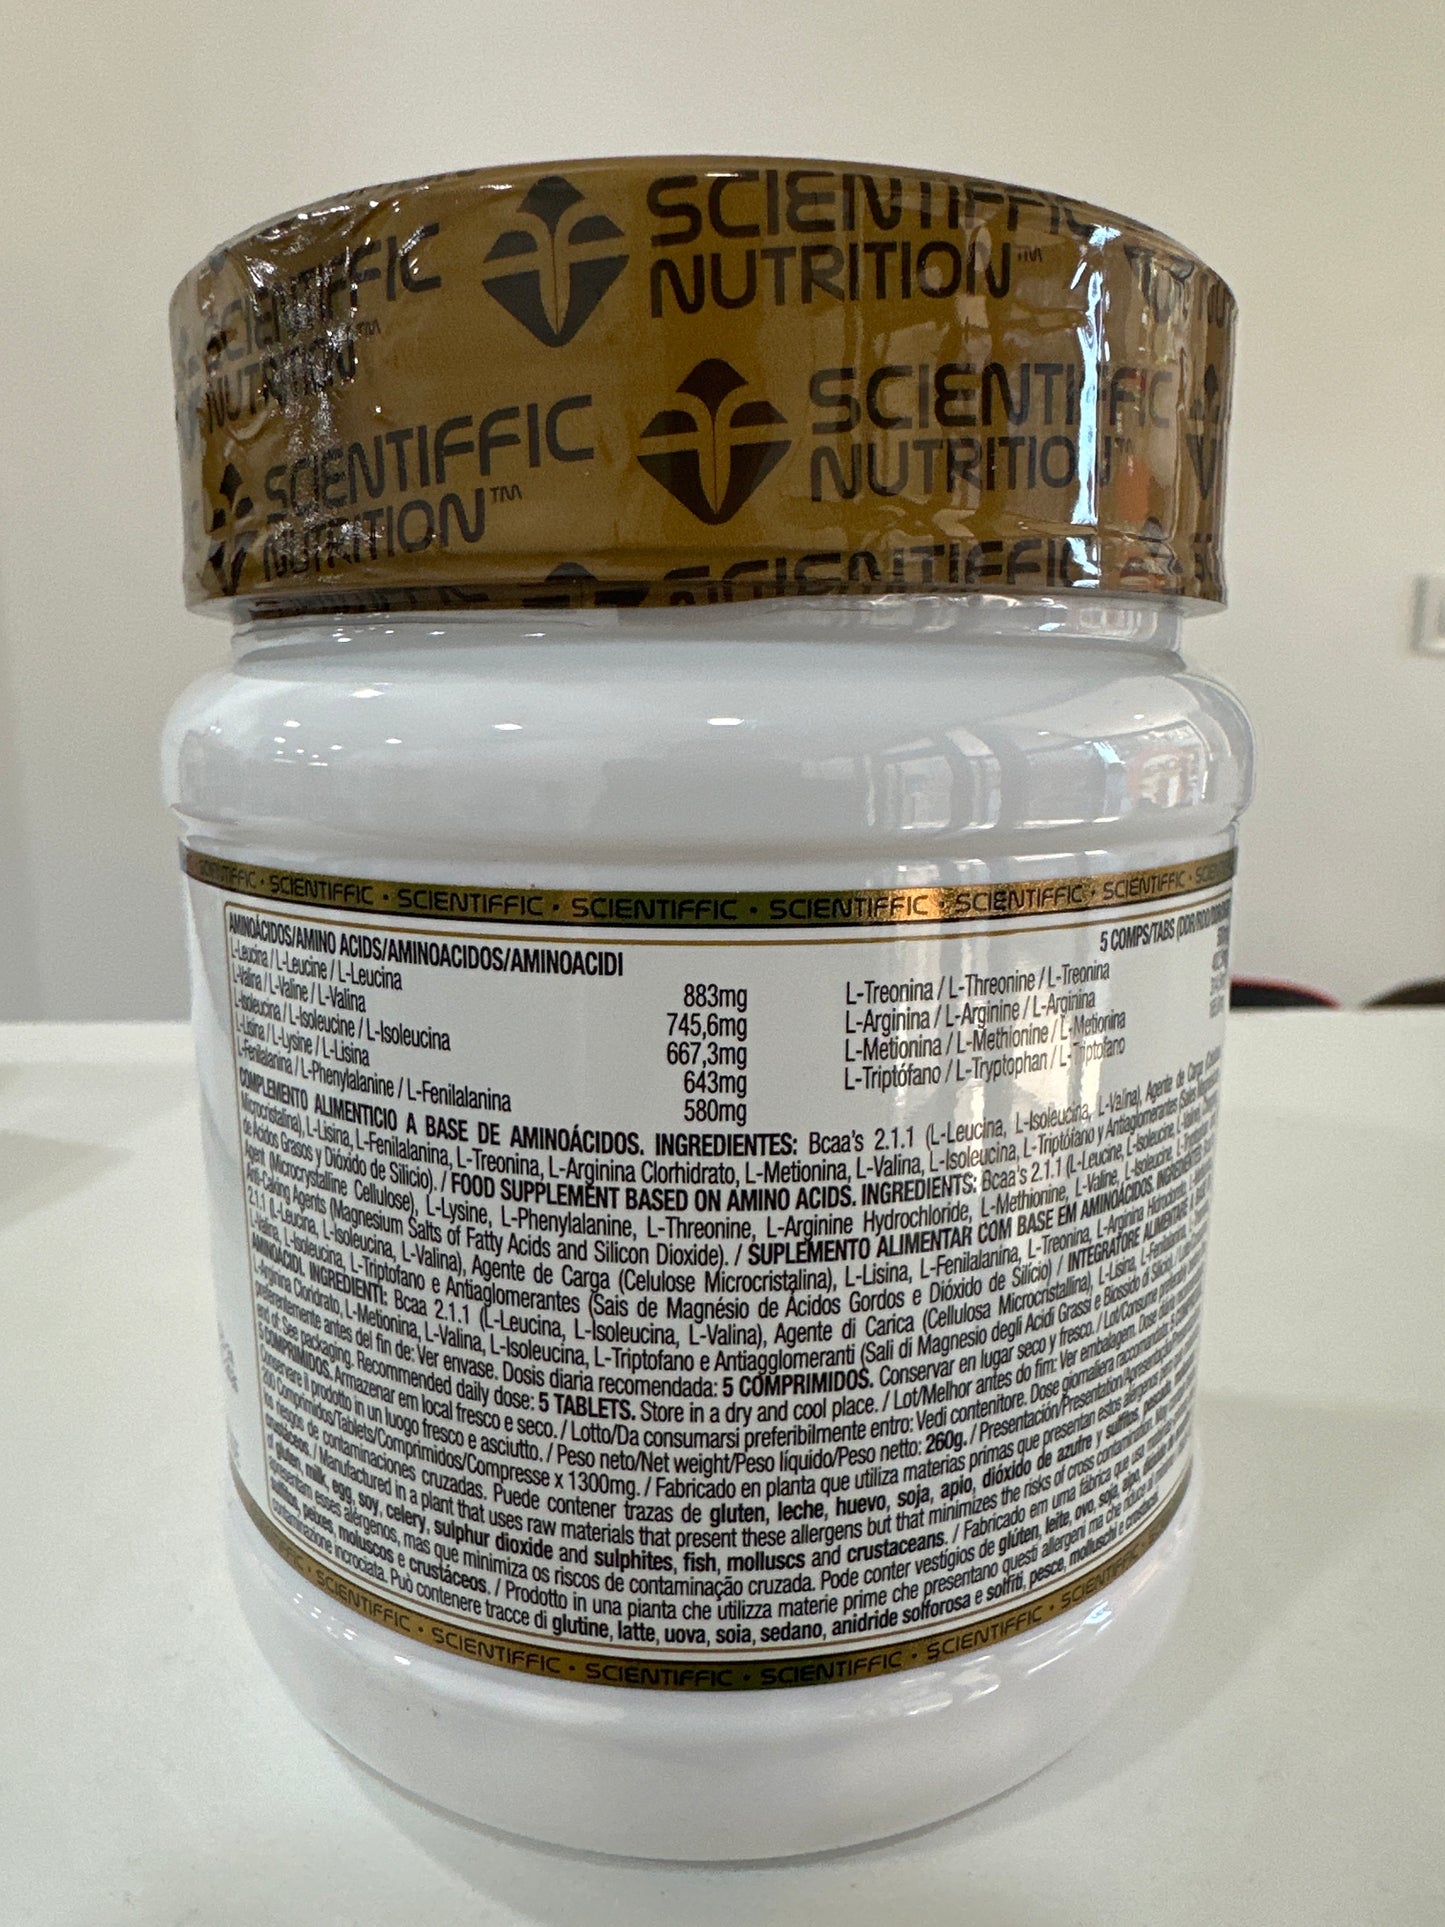 SCIENTIFFIC
NUTRITION™
SCIENTIFFIC
NUTRITION™
SCIENTIFFIC
NUTRITION™
SCIENTIFFIC
NUTRITION™
SCIENTIFFIC
SCIENTIFFIC • SCIENTIFFIC • SCIENTIFFIC • SCIENTIFFIC • SCIENTIFFIC • SCIENTIFFIC • SCIENTIFFIC
AMINOÁCIDOS/AMINO ACIDS/AMINOACIDOS/AMINOACIDI 5 COMPS/TABS
L-Leucina / L-Leucine / L-Leucina 883mg L-Treonina / L-Threonine / L-Treonina
L-Valina / L-Valine / L-Valina 745,6mg L-Arginina / L-Arginine / L-Arginina
L-Isoleucina / L-Isoleucine / L-Isoleucina 667,3mg L-Metionina / L-Methionine / L-Metionina
L-Lisina / L-Lysine / L-Lisina 643mg L-Triptófano / L-Tryptophan / L-Triptofano
L-Fenilalanina / L-Phenylalanine / L-Fenilalanina 580mg
COMPLEMENTO ALIMENTICIO A BASE DE AMINOÁCIDOS. INGREDIENTES: Bcaa's 2.1.1 (L-Leucina, L-Isoleucina, L-Valina), Agente de Carga
Microcristalina), L-Lisina, L-Fenilalanina, L-Treonina, L-Arginina Clorhidrato, L-Metionina, L-Valina, L-Isoleucina, L-Triptófano y Antiaglomerantes
de Ácidos Grasos y Dióxido de Silicio). / FOOD SUPPLEMENT BASED ON AMINO ACIDS. INGREDIENTS: Bcaa's 2.1.1 (L-Leucine, L-Isoleucine,
Agent (Microcrystalline Cellulose), L-Lysine, L-Phenylalanine, L-Threonine, L-Arginine Hydrochloride, L-Methionine, L-Valine, L-Isoleucine,
Anti-Caking Agents (Magnesium Salts of Fatty Acids and Silicon Dioxide). / SUPLEMENTO ALIMENTAR COM BASE EM AMINOÁCIDOS.
2.1.1 (L-Leucina, L-Isoleucina, L-Valina), Agente de Carga (Celulose Microcristalina), L-Lisina, L-Fenilalanina, L-Treonina, L-Arginina
L-Valina, L-Isoleucina, L-Triptofano e Antiaglomerantes (Sais de Magnésio de Ácidos Gordos e Dióxido de Silício) / INTEGRATORE ALIMENTARE
AMINOACIDI. INGREDIENTI: Bcaa 2.1.1 (L-Leucina, L-Isoleucina, L-Valina), Agente di Carica (Cellulosa Microcristallina), L-Lisina,
L-Arginina Cloridrato, L-Metionina, L-Valina, L-Isoleucina, L-Triptofano e Antiagglomeranti (Sali di Magnesio degli Acidi Grassi e Biossido di Silicio).
preferentemente antes del fin de: Ver envase. Dosis diaria recomendada: 5 COMPRIMIDOS. Conservar en lugar seco y fresco. / Lot/Consume
end of: See packaging. Recommended daily dose: 5 TABLETS. Store in a dry and cool place. / Lot/Melhor antes do fim: Ver embalagem. Dose diária
5 COMPRIMIDOS. Armazenar em local fresco e seco. / Lotto/Da consumarsi preferibilmente entro: Vedi contenitore. Dose giornaliera raccomandata:
Conservare il prodotto in un luogo fresco e asciutto. / Peso neto/Net weight/Peso líquido/Peso netto: 260g. / Presentación/Presentation/
200 Comprimidos/Tablets/Comprimidos/Compresse x 1300mg. / Fabricado en planta que utiliza materias primas que presentan estos alérgenos
los riesgos de contaminaciones cruzadas. Puede contener trazas de gluten, leche, huevo, soja, apio, dióxido de azufre y sulfitos,
crustáceos. / Manufactured in a plant that uses raw materials that present these allergens but that minimizes the risks of cross contamination.
of gluten, milk, egg, soy, celery, sulphur dioxide and sulphites, fish, molluscs and crustaceans. / Fabricado em uma fábrica que
apresentam esses alérgenos, mas que minimiza os riscos de contaminação cruzada. Pode conter vestígios de glúten, leite, ovo, soja, aipo,
sulfitos, peixes, moluscos e crustáceos. / Prodotto in una pianta che utilizza materie prime che presentano questi allergeni ma che
contaminazione incrociata. Può contenere tracce di glutine, latte, uova, soia, sedano, anidride solforosa e solfiti, pesce, molluschi e crostacei.
SCIENTIFFIC • SCIENTIFFIC • SCIENTIFFIC • SCIENTIFFIC • SCIENTIFFIC • SCIENTIFFIC